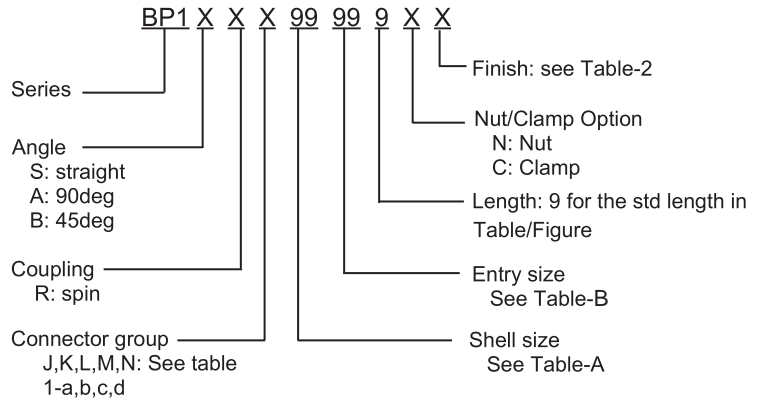 BP1 X X X 99 99 9 X X
Series
Angle
S: straight
A: 90deg
B: 45deg
Coupling
R: spin
Connector group
J,K,L,M,N: See table
1-a,b,c,d
Finish: see Table-2
Nut/Clamp Option
N: Nut
C: Clamp
Length: 9 for the std length in
Table/Figure
Entry size
See Table-B
Shell size
See Table-A